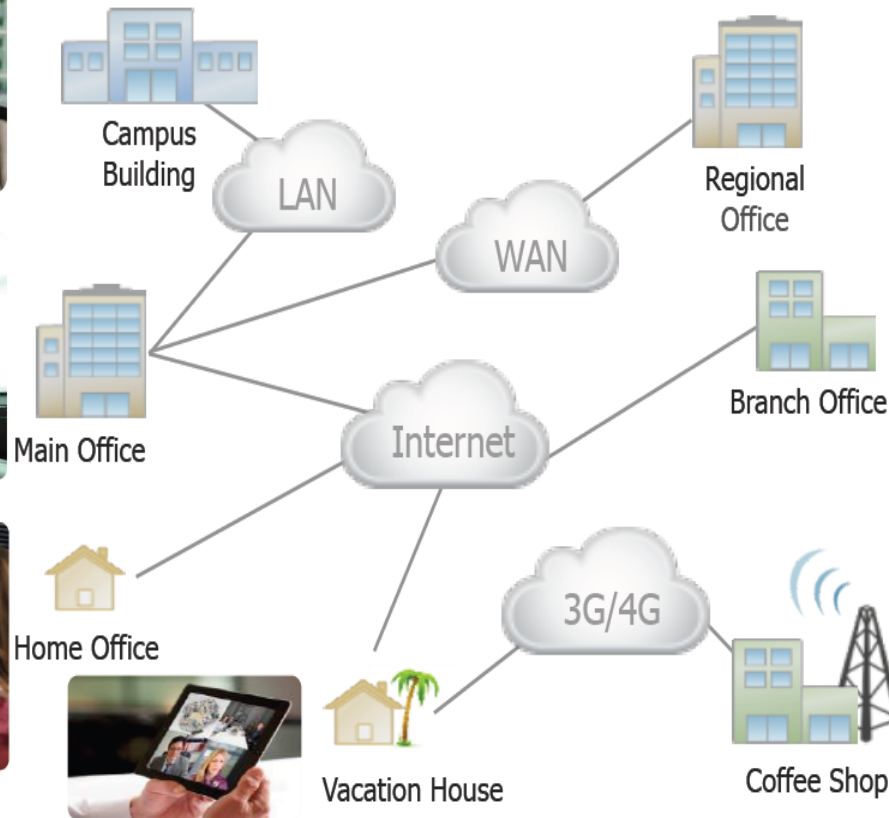 Campus
Building
LAN
Regional
Office
WAN
Branch Office
Main Office
Internet
Home Office
3G/4G
Vacation House
Coffee Shop